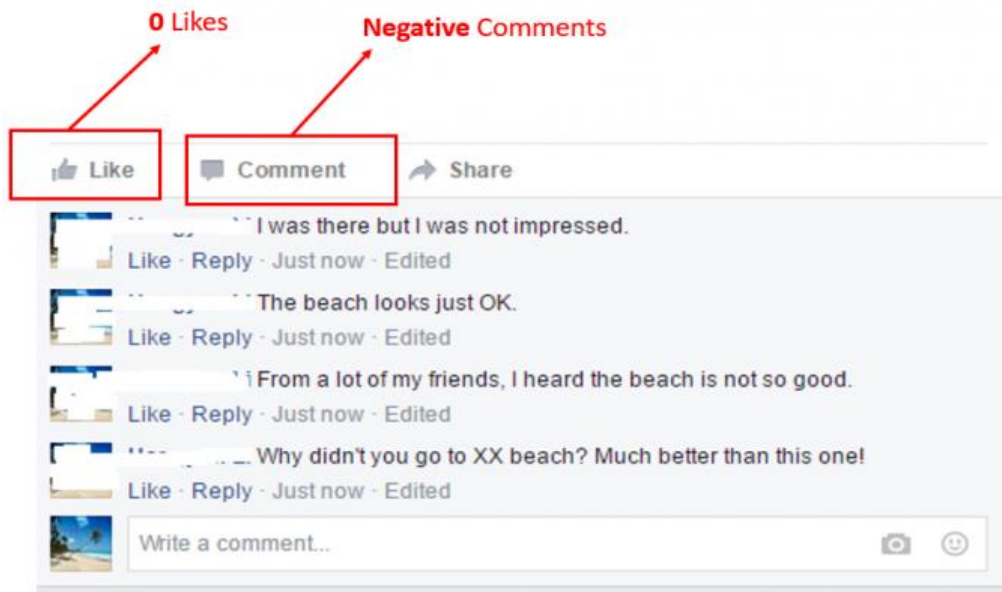 0 Likes
Negative Comments
Like Comment Share
I was there but I was not impressed.
Like · Reply · Just now · Edited
The beach looks just OK.
Like · Reply · Just now · Edited
From a lot of my friends, I heard the beach is not so good.
Like · Reply · Just now · Edited
Why didn't you go to XX beach? Much better than this one!
Like · Reply · Just now · Edited
Write a comment...